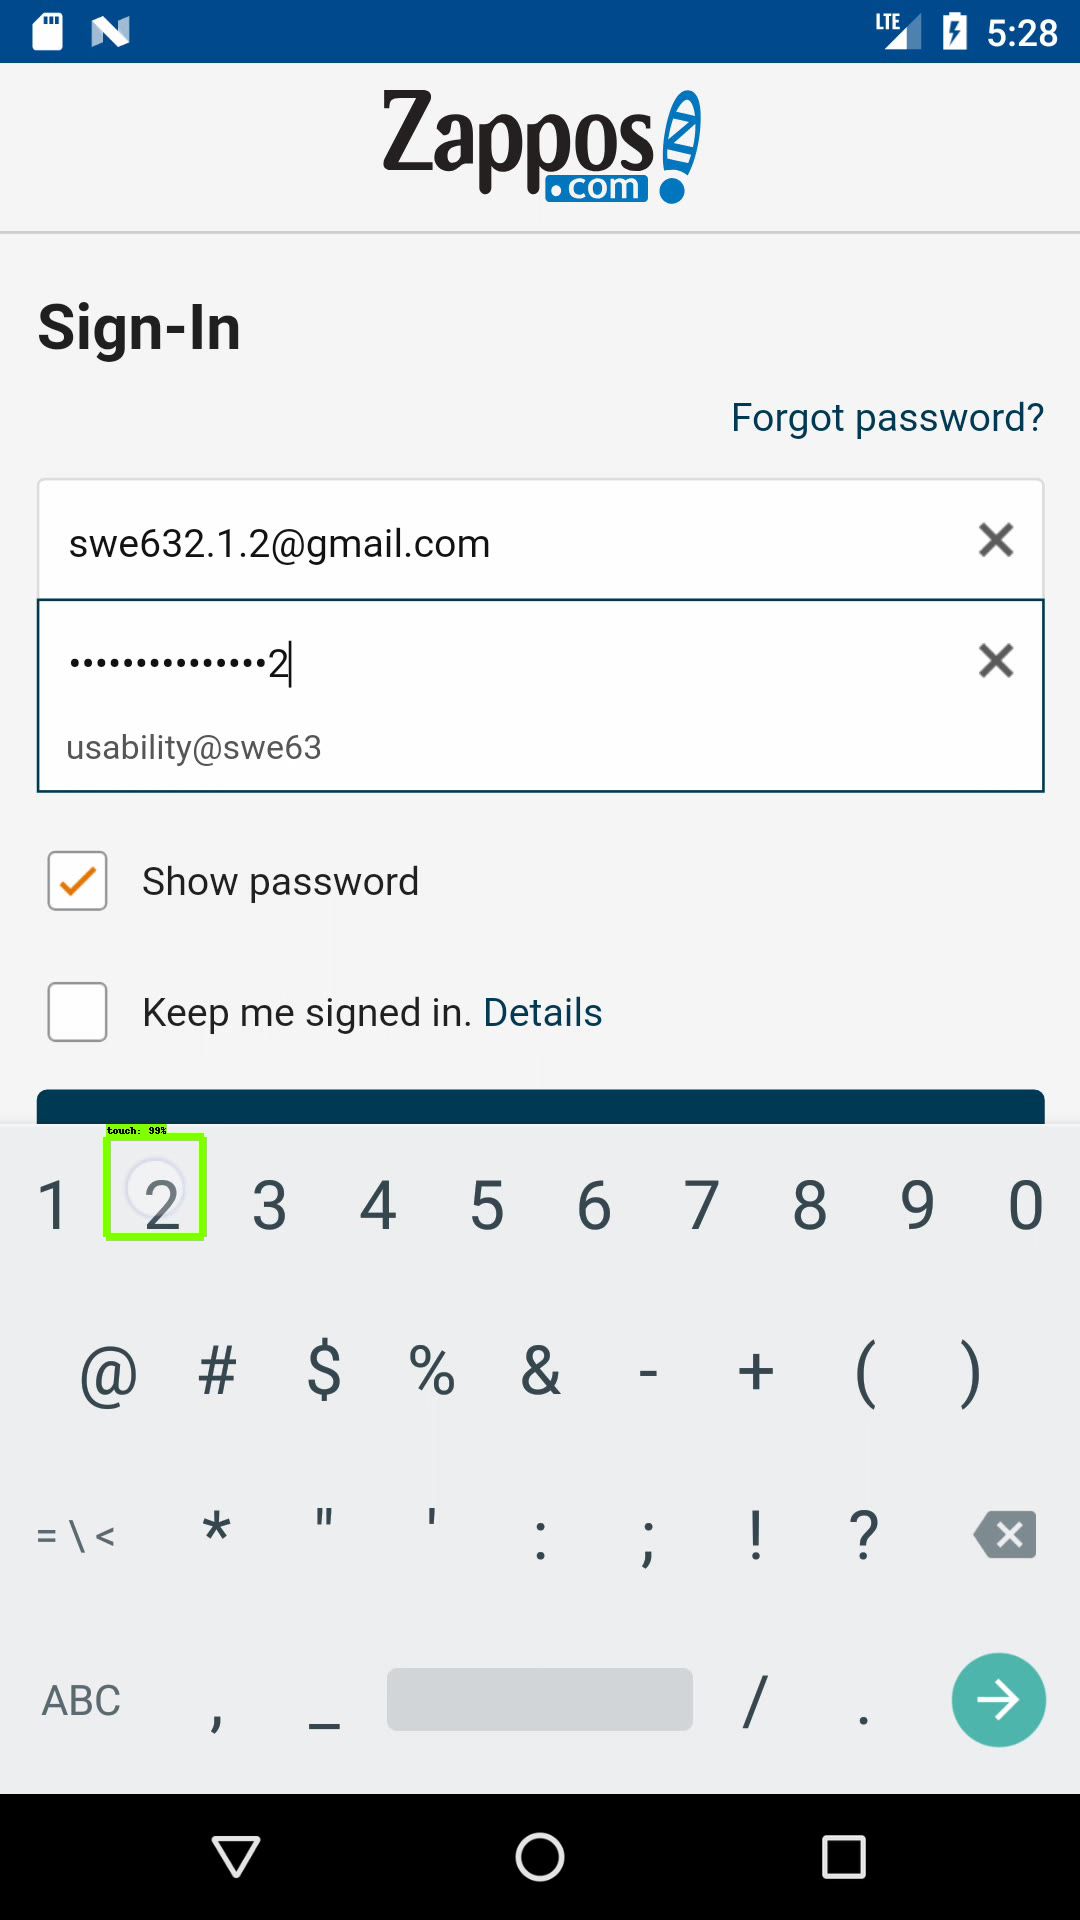 LTE 5:28
Zappos
.com
Sign-In
Forgot password?
swe632.1.2@gmail.com
•••••••••••••••2
usability@swe63
Show password
Keep me signed in. Details
touch: 99%
1 2 3 4 5 6 7 8 9 0
@ # $ % & - + ( )
= \ < * " ' : ; ! ?
ABC , _ / .